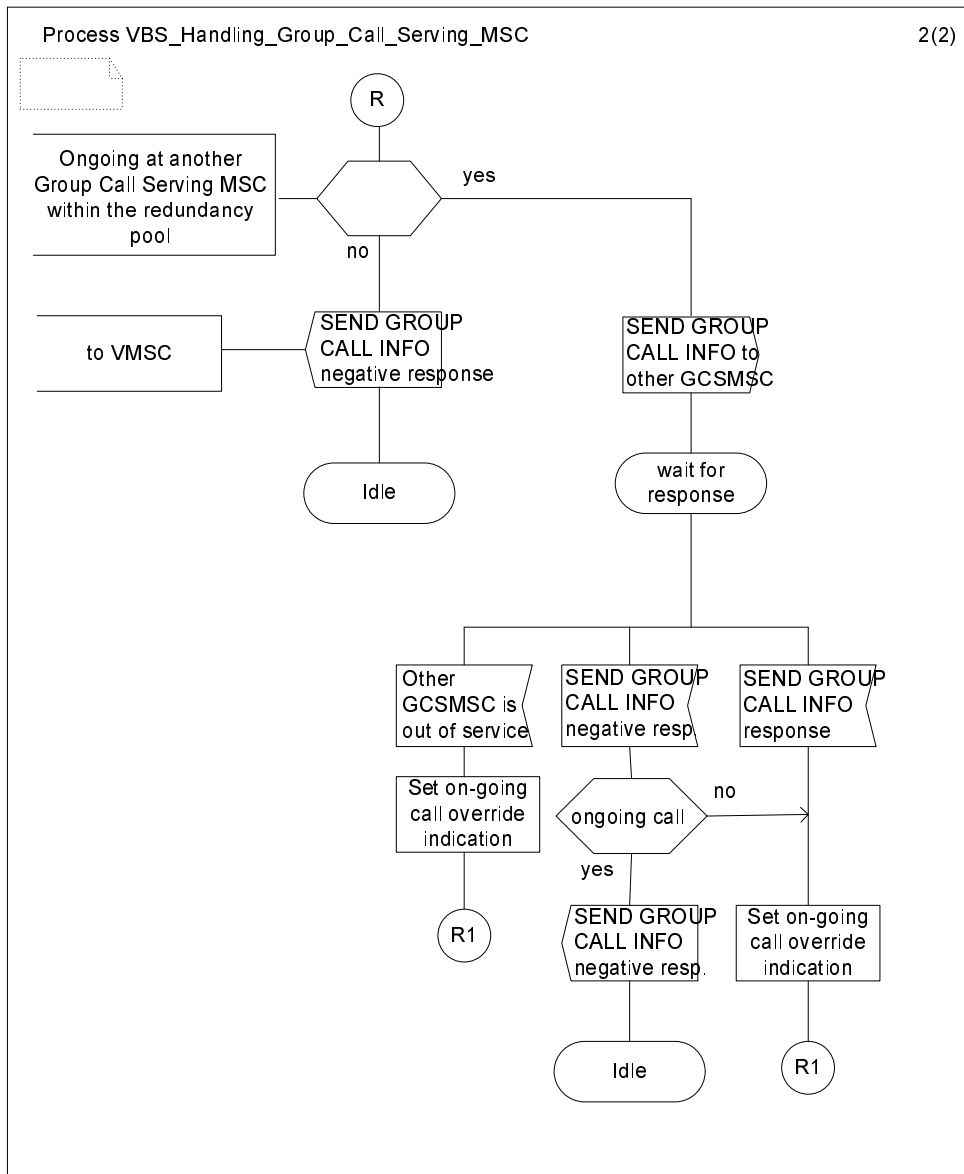 Process VBS_Handling_Group_Call_Serving_MSC
2(2)
R
Ongoing at another
Group Call Serving MSC
within the redundancy
pool
yes
no
SEND GROUP
CALL INFO
negative response
to VMSC
SEND GROUP
CALL INFO to
other GCSMSC
Idle
wait for
response
Other
GCSMSC is
out of service
SEND GROUP
CALL INFO
negative resp.
SEND GROUP
CALL INFO
response
Set on-going
call override
indication
ongoing call
no
yes
R1
SEND GROUP
CALL INFO
negative resp.
Set on-going
call override
indication
Idle
R1